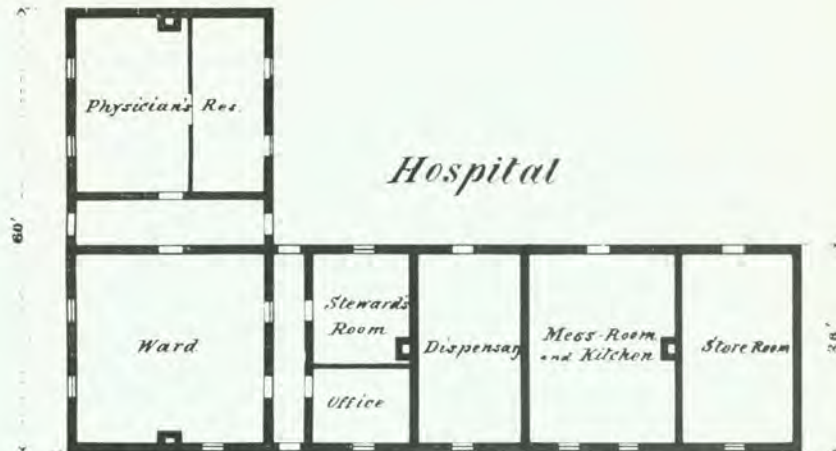 Physician's Res.
Hospital
60'
Steward's
Room
Ward
Dispensary
Mess-Room
and Kitchen
Store Room
Office